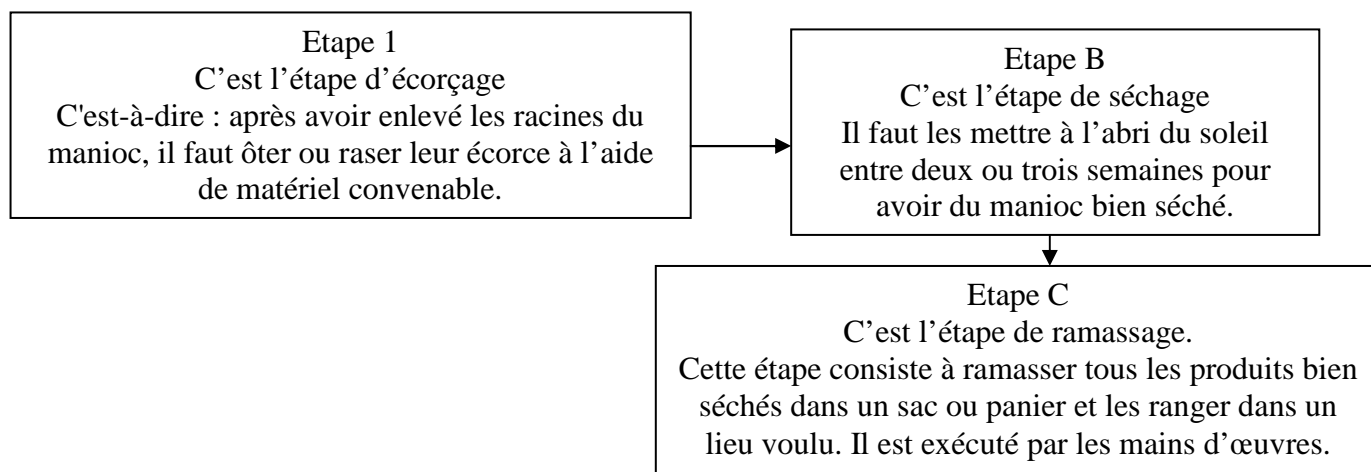 Etape 1
C’est l’étape d’écorçage
C'est-à-dire : après avoir enlevé les racines du
manioc, il faut ôter ou raser leur écorce à l’aide
de matériel convenable.
Etape B
C’est l’étape de séchage
Il faut les mettre à l’abri du soleil
entre deux ou trois semaines pour
avoir du manioc bien séché.
Etape C
C’est l’étape de ramassage.
Cette étape consiste à ramasser tous les produits bien
séchés dans un sac ou panier et les ranger dans un
lieu voulu. Il est exécuté par les mains d’œuvres.